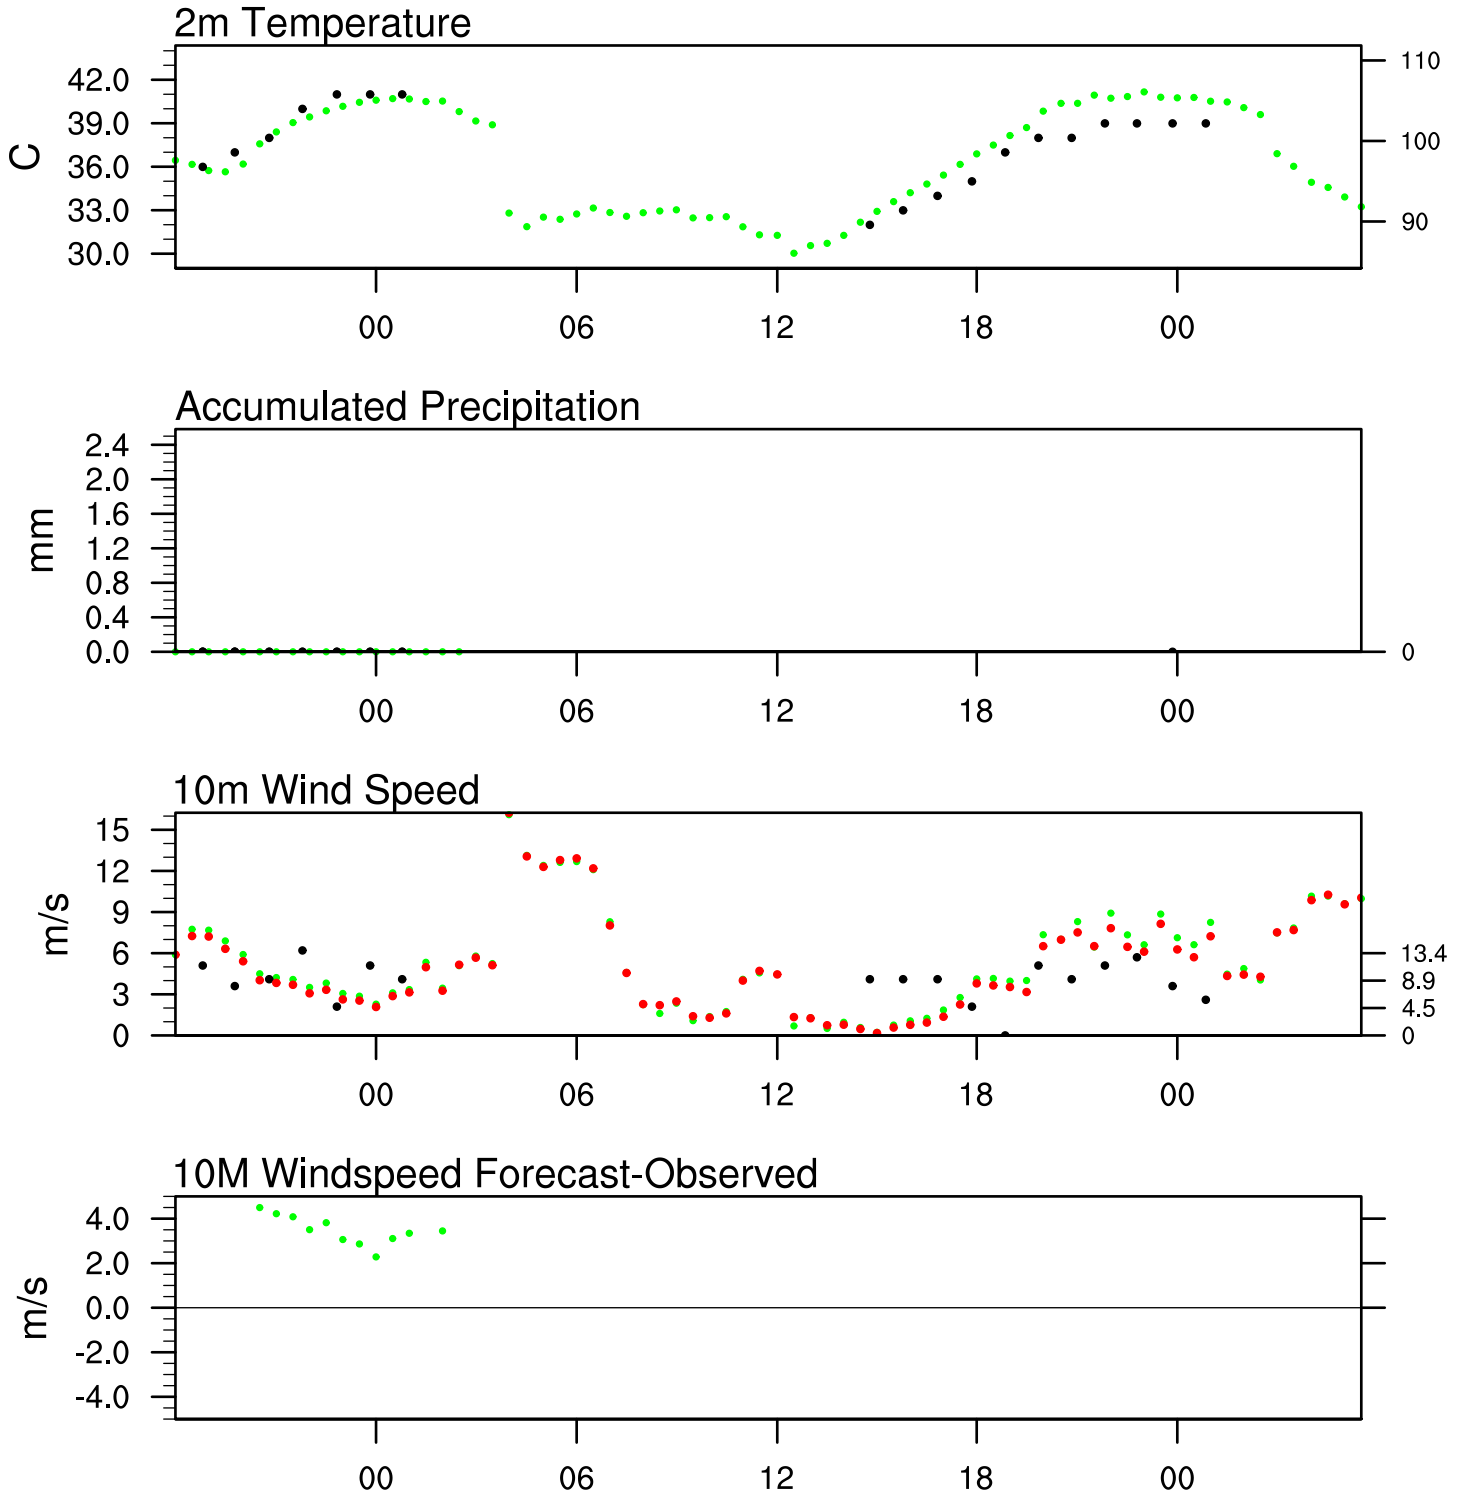 2m Temperature
42.0
39.0
36.0
33.0
30.0
C
110
100
90
00 06 12 18 00
Accumulated Precipitation
2.4
2.0
1.6
1.2
0.8
0.4
0.0
mm
0
00 06 12 18 00
10m Wind Speed
15
12
9
6
3
0
m/s
13.4
8.9
4.5
0
00 06 12 18 00
10M Windspeed Forecast-Observed
4.0
2.0
0.0
-2.0
-4.0
m/s
00 06 12 18 00